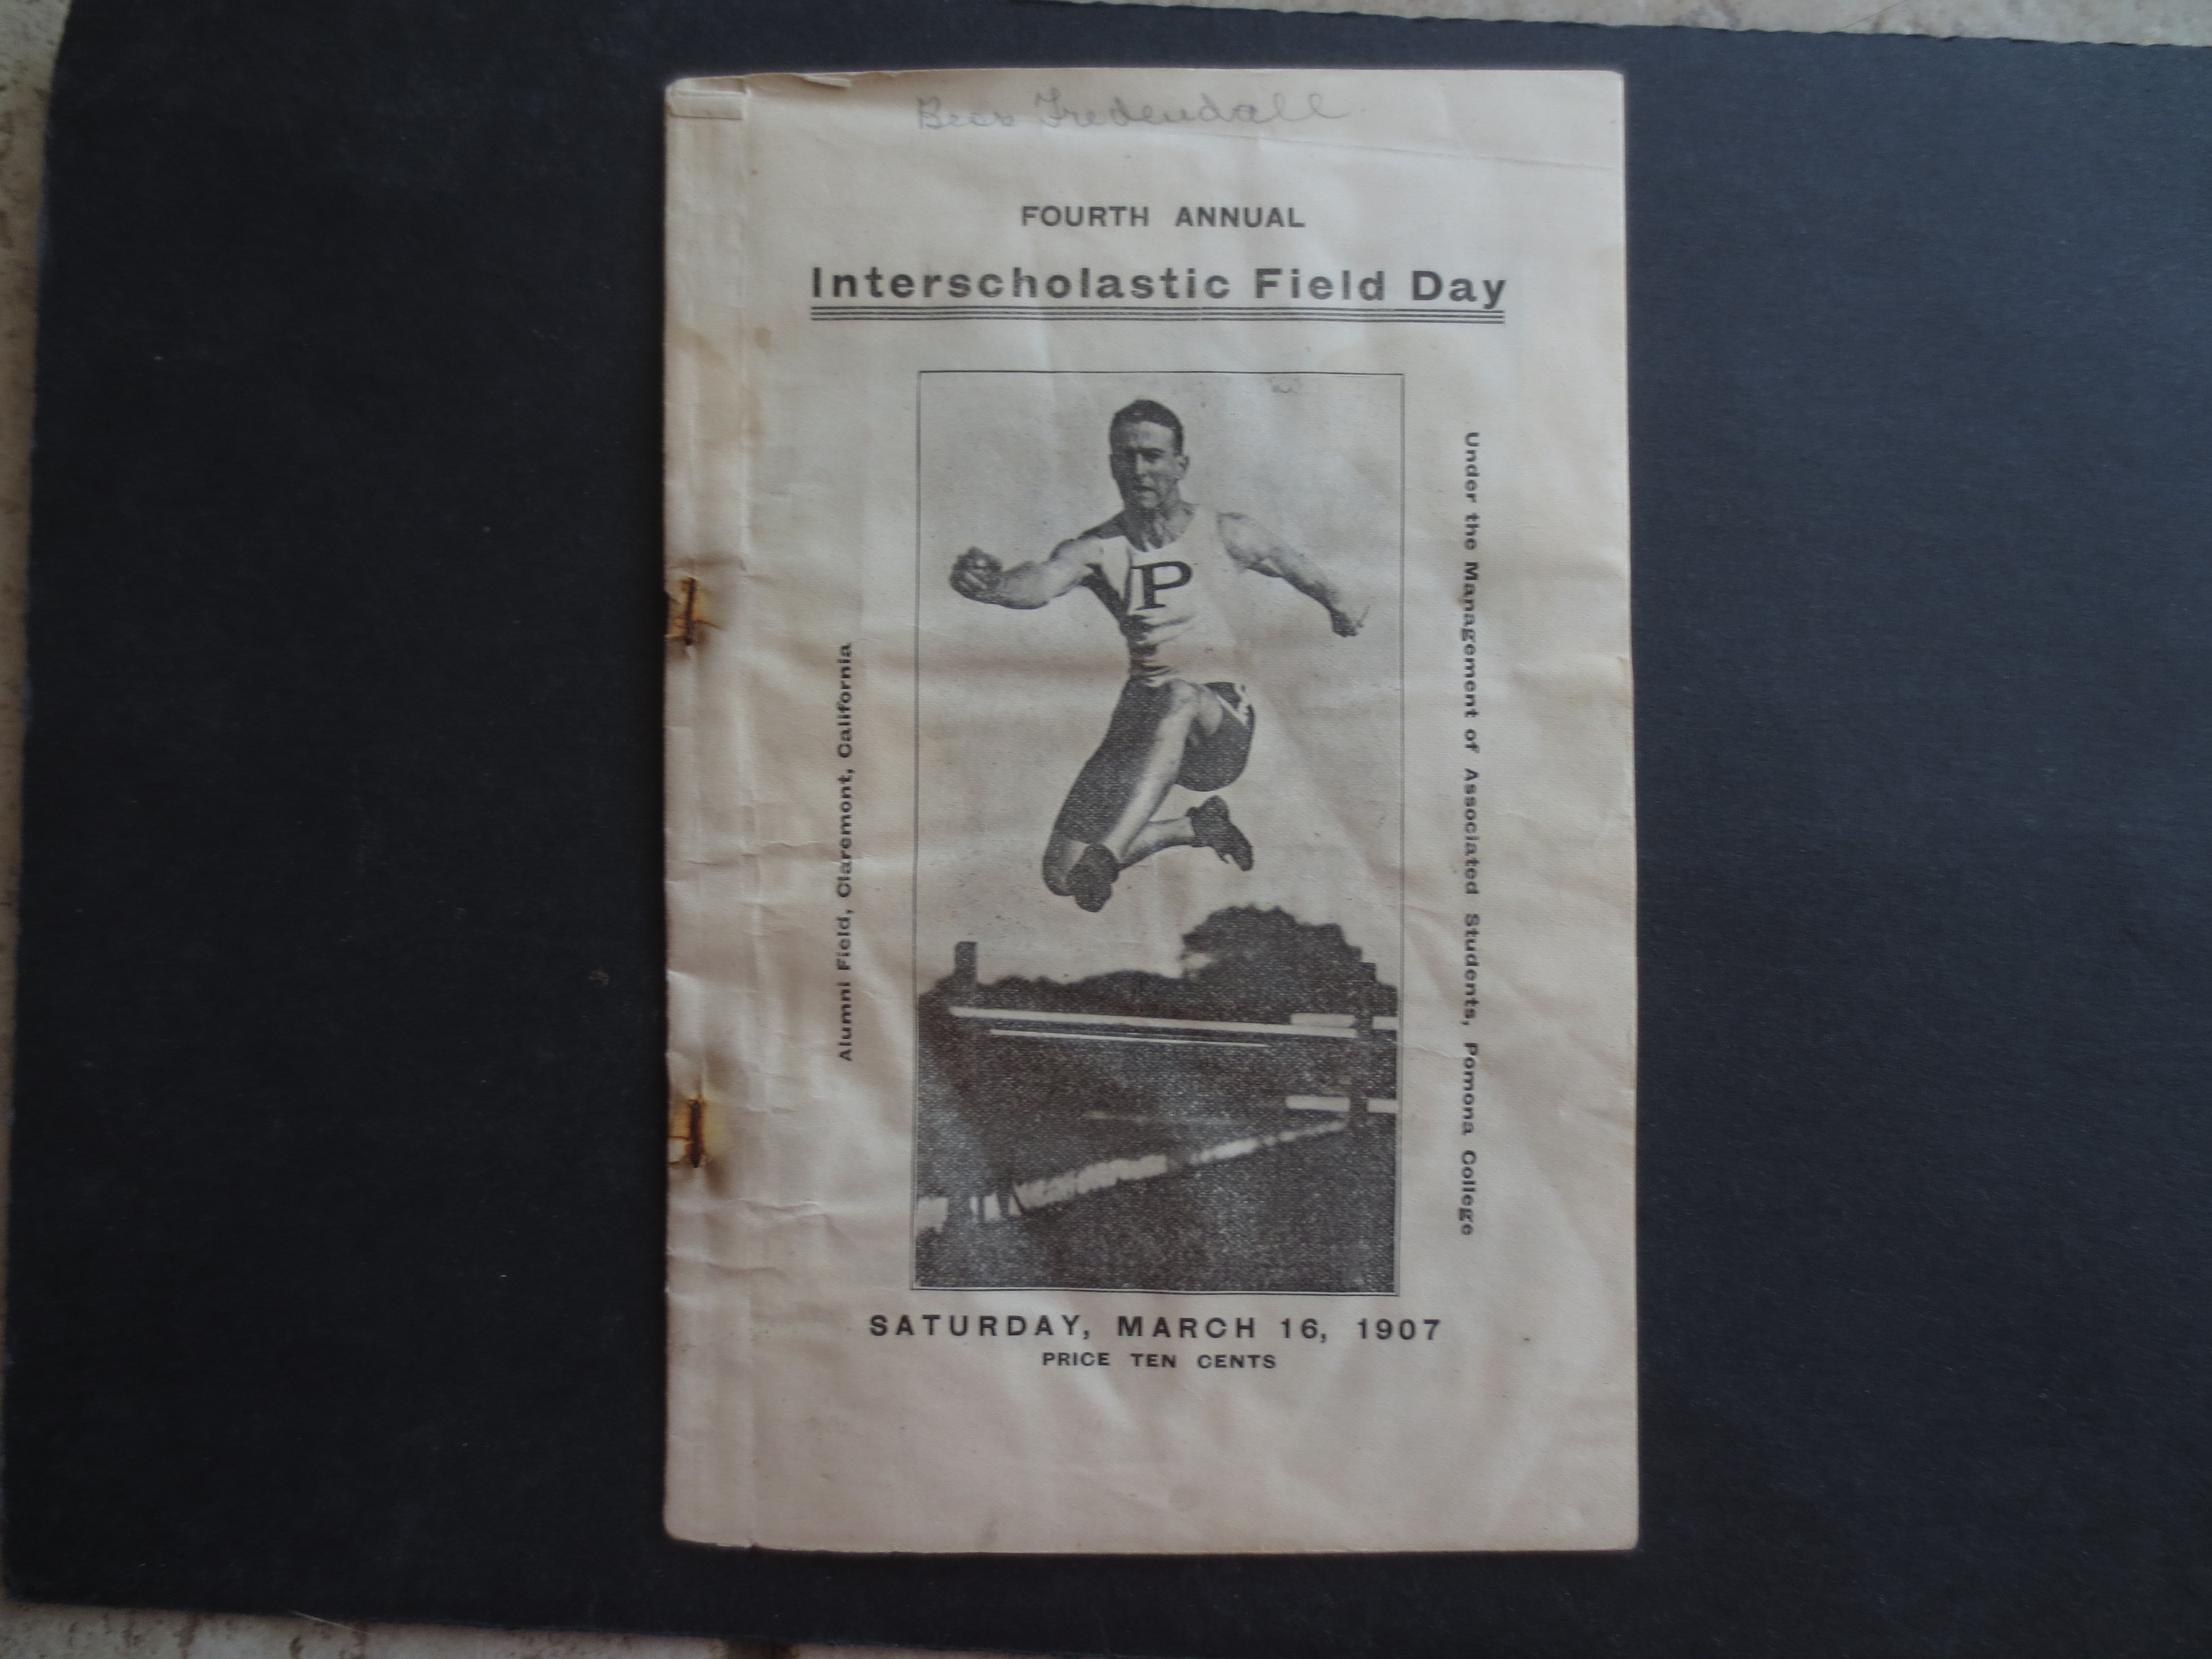 Fredendall
FOURTH ANNUAL
Interscholastic Field Day
Alumni Field, Claremont, California
P
Under the Management of Associated Students, Pomona College
SATURDAY, MARCH 16, 1907
PRICE TEN CENTS